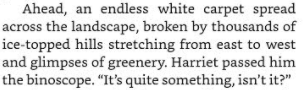 Ahead, an endless white carpet spread
across the landscape, broken by thousands of
ice-topped hills stretching from east to west
and glimpses of greenery. Harriet passed him
the binoscope. “It’s quite something, isn’t it?”